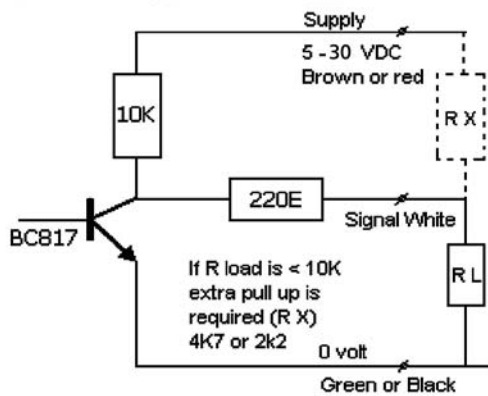 Supply
5 - 30 VDC
Brown or red
10K
R X
220E
Signal White
BC817
If R load is < 10K
extra pull up is
required (R X)
4K7 or 2k2
R L
0 volt
Green or Black